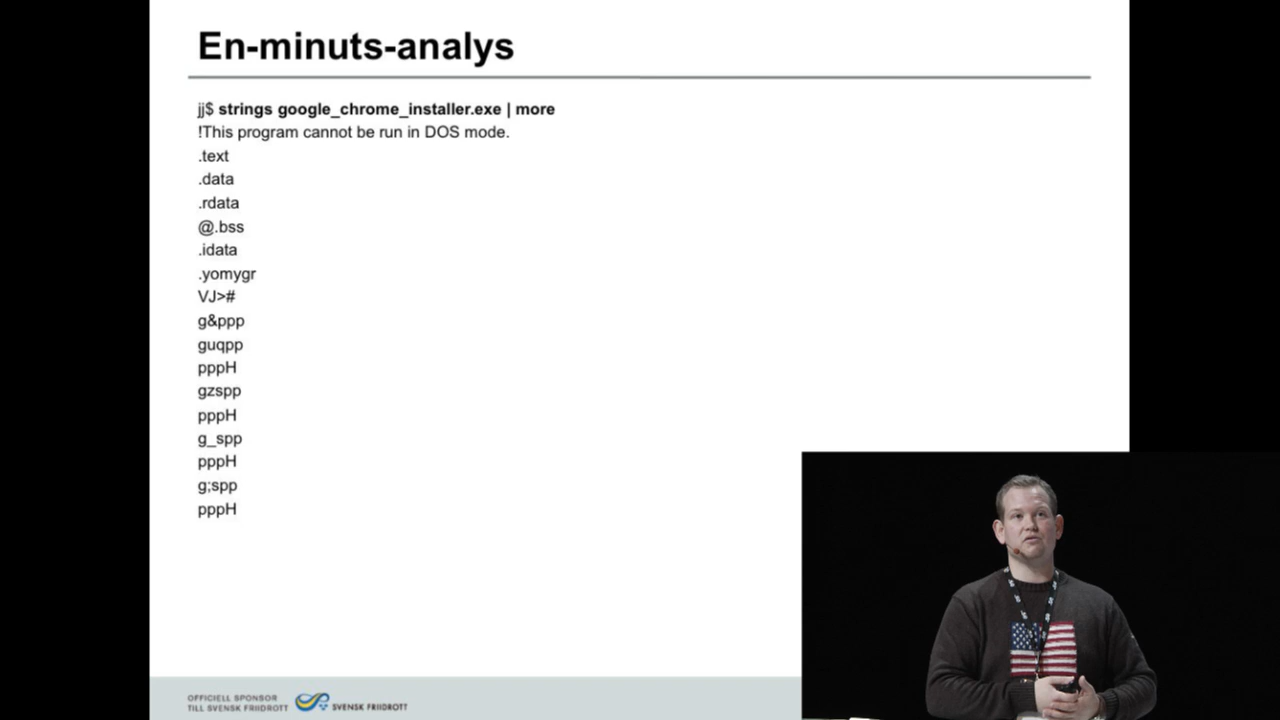 En-minuts-analys
jj$ strings google_chrome_installer.exe | more
!This program cannot be run in DOS mode.
.text
.data
.rdata
@.bss
.idata
.yomygr
VJ>#
g&ppp
guqpp
pppH
gzspp
pppH
g_spp
pppH
g;spp
pppH
OFFICIELL SPONSOR
TILL SVENSK FRIIDROTT
SVENSK FRIIDROTT